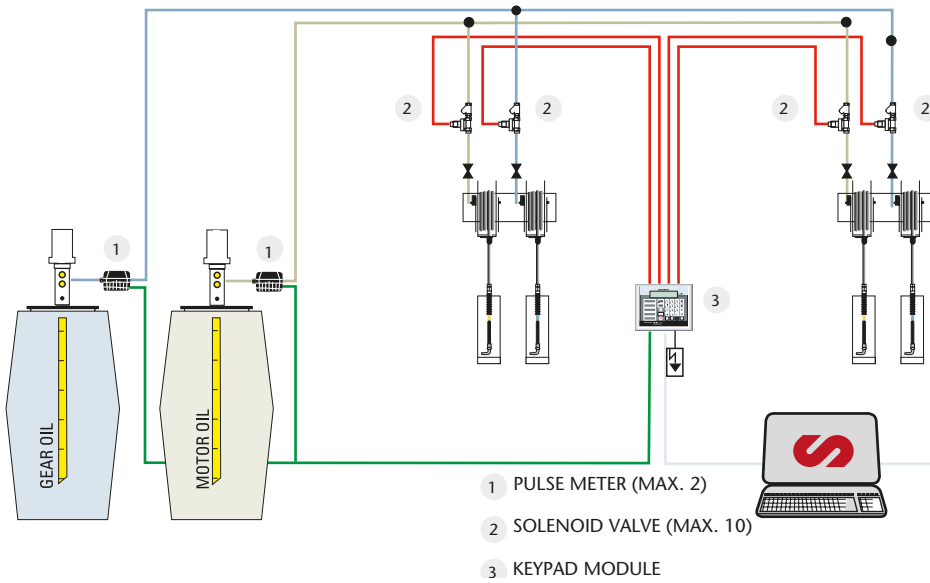 2
2
2
2
1
1
3
GEAR OIL
MOTOR OIL
1 PULSE METER (MAX. 2)
2 SOLENOID VALVE (MAX. 10)
3 KEYPAD MODULE